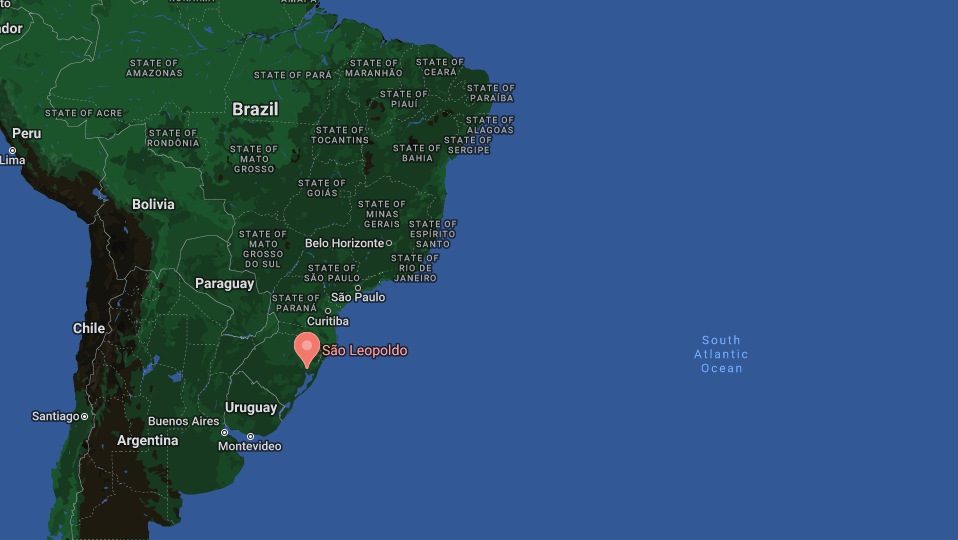 to
RORAIMA
AMAPÁ
dor
STATE OF
AMAZONAS
STATE OF PARÁ
STATE OF
MARANHÃO
STATE OF
CEARÁ
STATE OF
PARAÍBA
STATE OF
PIAUÍ
Brazil
STATE OF ACRE
STATE OF
ALAGOAS
Peru
STATE OF
RONDÔNIA
STATE OF
TOCANTINS
STATE OF
SERGIPE
Lima
STATE OF
MATO
GROSSO
STATE OF
BAHIA
STATE OF
GOIÁS
Bolivia
STATE OF
MINAS
GERAIS
STATE OF
ESPÍRITO
SANTO
STATE OF
MATO
GROSSO
DO SUL
Belo Horizonte
STATE OF
RIO DE
JANEIRO
STATE OF
SÃO PAULO
Paraguay
STATE OF
PARANÁ
São Paulo
Curitiba
Chile
São Leopoldo
South
Atlantic
Ocean
Uruguay
Santiago
Buenos Aires
Argentina
Montevideo